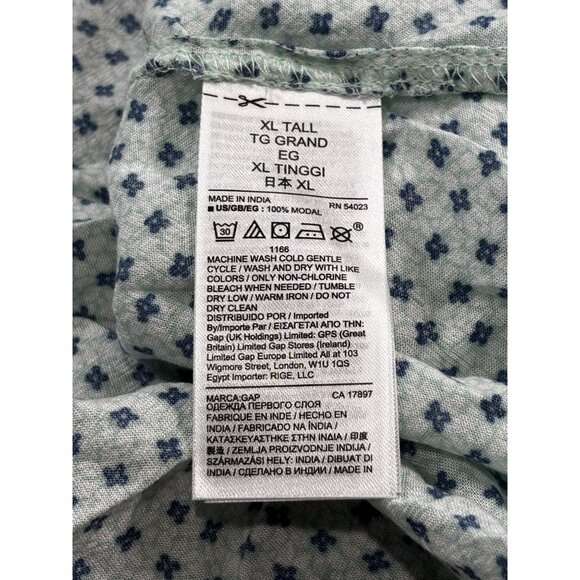 XL TALL
TG GRAND
EG
XL TINGGI
日本 XL
MADE IN INDIA RN 54023
■ US/GB/EG : 100% MODAL
30 ®
1166
MACHINE WASH COLD GENTLE
CYCLE / WASH AND DRY WITH LIKE
COLORS / ONLY NON-CHLORINE
BLEACH WHEN NEEDED / TUMBLE
DRY LOW / WARM IRON / DO NOT
DRY CLEAN
DISTRIBUIDO POR / Imported
By/Importe Par / ΕΙΣΑΓΕΤΑΙ ΑΠΟ ΤΗΝ:
Gap (UK Holdings) Limited: GPS (Great
Britain) Limited Gap Stores (Ireland)
Limited Gap Europe Limited All at 103
Wigmore Street, London, W1U 1QS
Egypt Importer: RIGE, LLC
MARCA:GAP CA 17897
ОДЕЖДА ПЕРВОГО СЛОЯ
FABRIQUE EN INDE / HECHO EN
INDIA / FABRICADO NA ÍNDIA /
ΚΑΤΑΣΚΕΥΑΣΤΗΚΕ ΣΤΗΝ ΙΝΔΙΑ / 印度
製造 / ZEMLJA PROIZVODNJE INDIJA /
SZÁRMAZÁSI HELY: INDIA / DIBUAT DI
INDIA / СДЕЛАНО В ИНДИИ / MADE IN